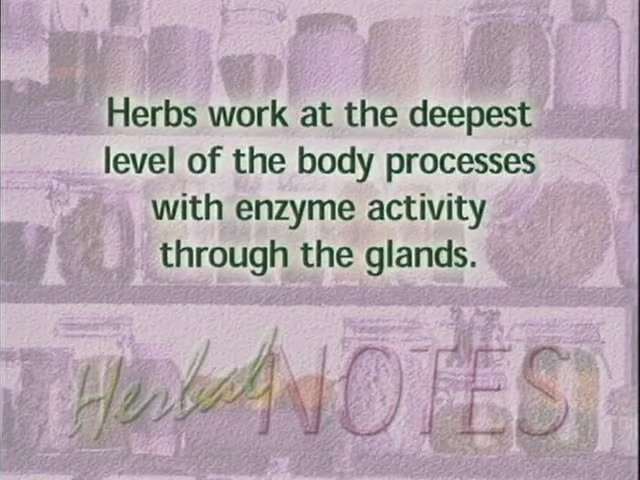 Herbs work at the deepest
level of the body processes
with enzyme activity
through the glands.
Herbal NOTES